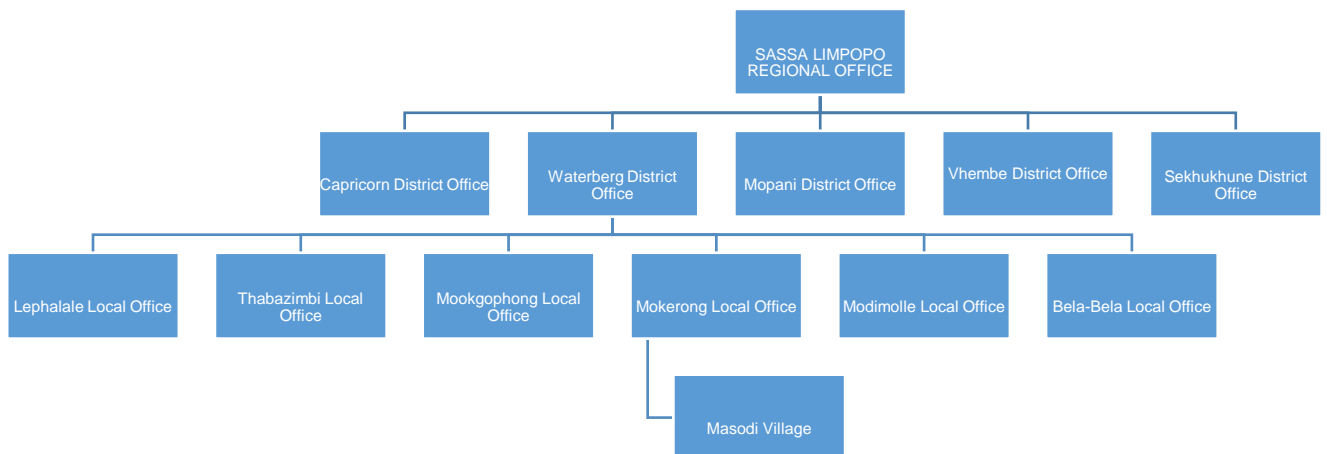 SASSA LIMPOPO
REGIONAL OFFICE
Capricorn District Office
Waterberg District
Office
Mopani District Office
Vhembe District Office
Sekhukhune District
Office
Lephalale Local Office
Thabazimbi Local
Office
Mookgophong Local
Office
Mokerong Local Office
Modimolle Local Office
Bela-Bela Local Office
Masodi Village